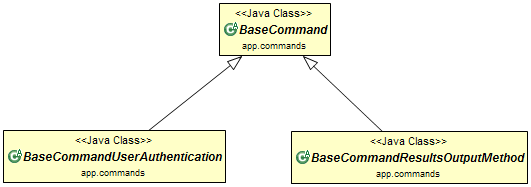 <<Java Class>>
BaseCommand
app.commands
<<Java Class>>
BaseCommandUserAuthentication
app.commands
<<Java Class>>
BaseCommandResultsOutputMethod
app.commands